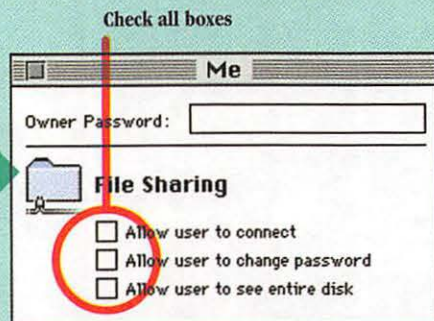 Check all boxes
Me
Owner Password:
File Sharing
Allow user to connect
Allow user to change password
Allow user to see entire disk